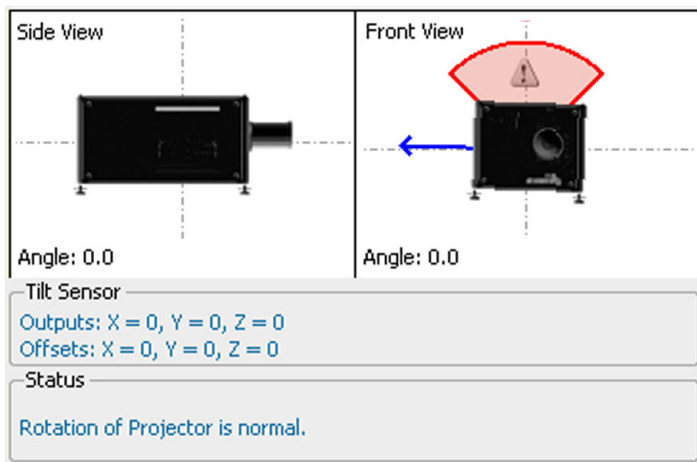 Side View
Front View
Angle: 0.0
Angle: 0.0
Tilt Sensor
Outputs: X = 0, Y = 0, Z = 0
Offsets: X = 0, Y = 0, Z = 0
Status
Rotation of Projector is normal.